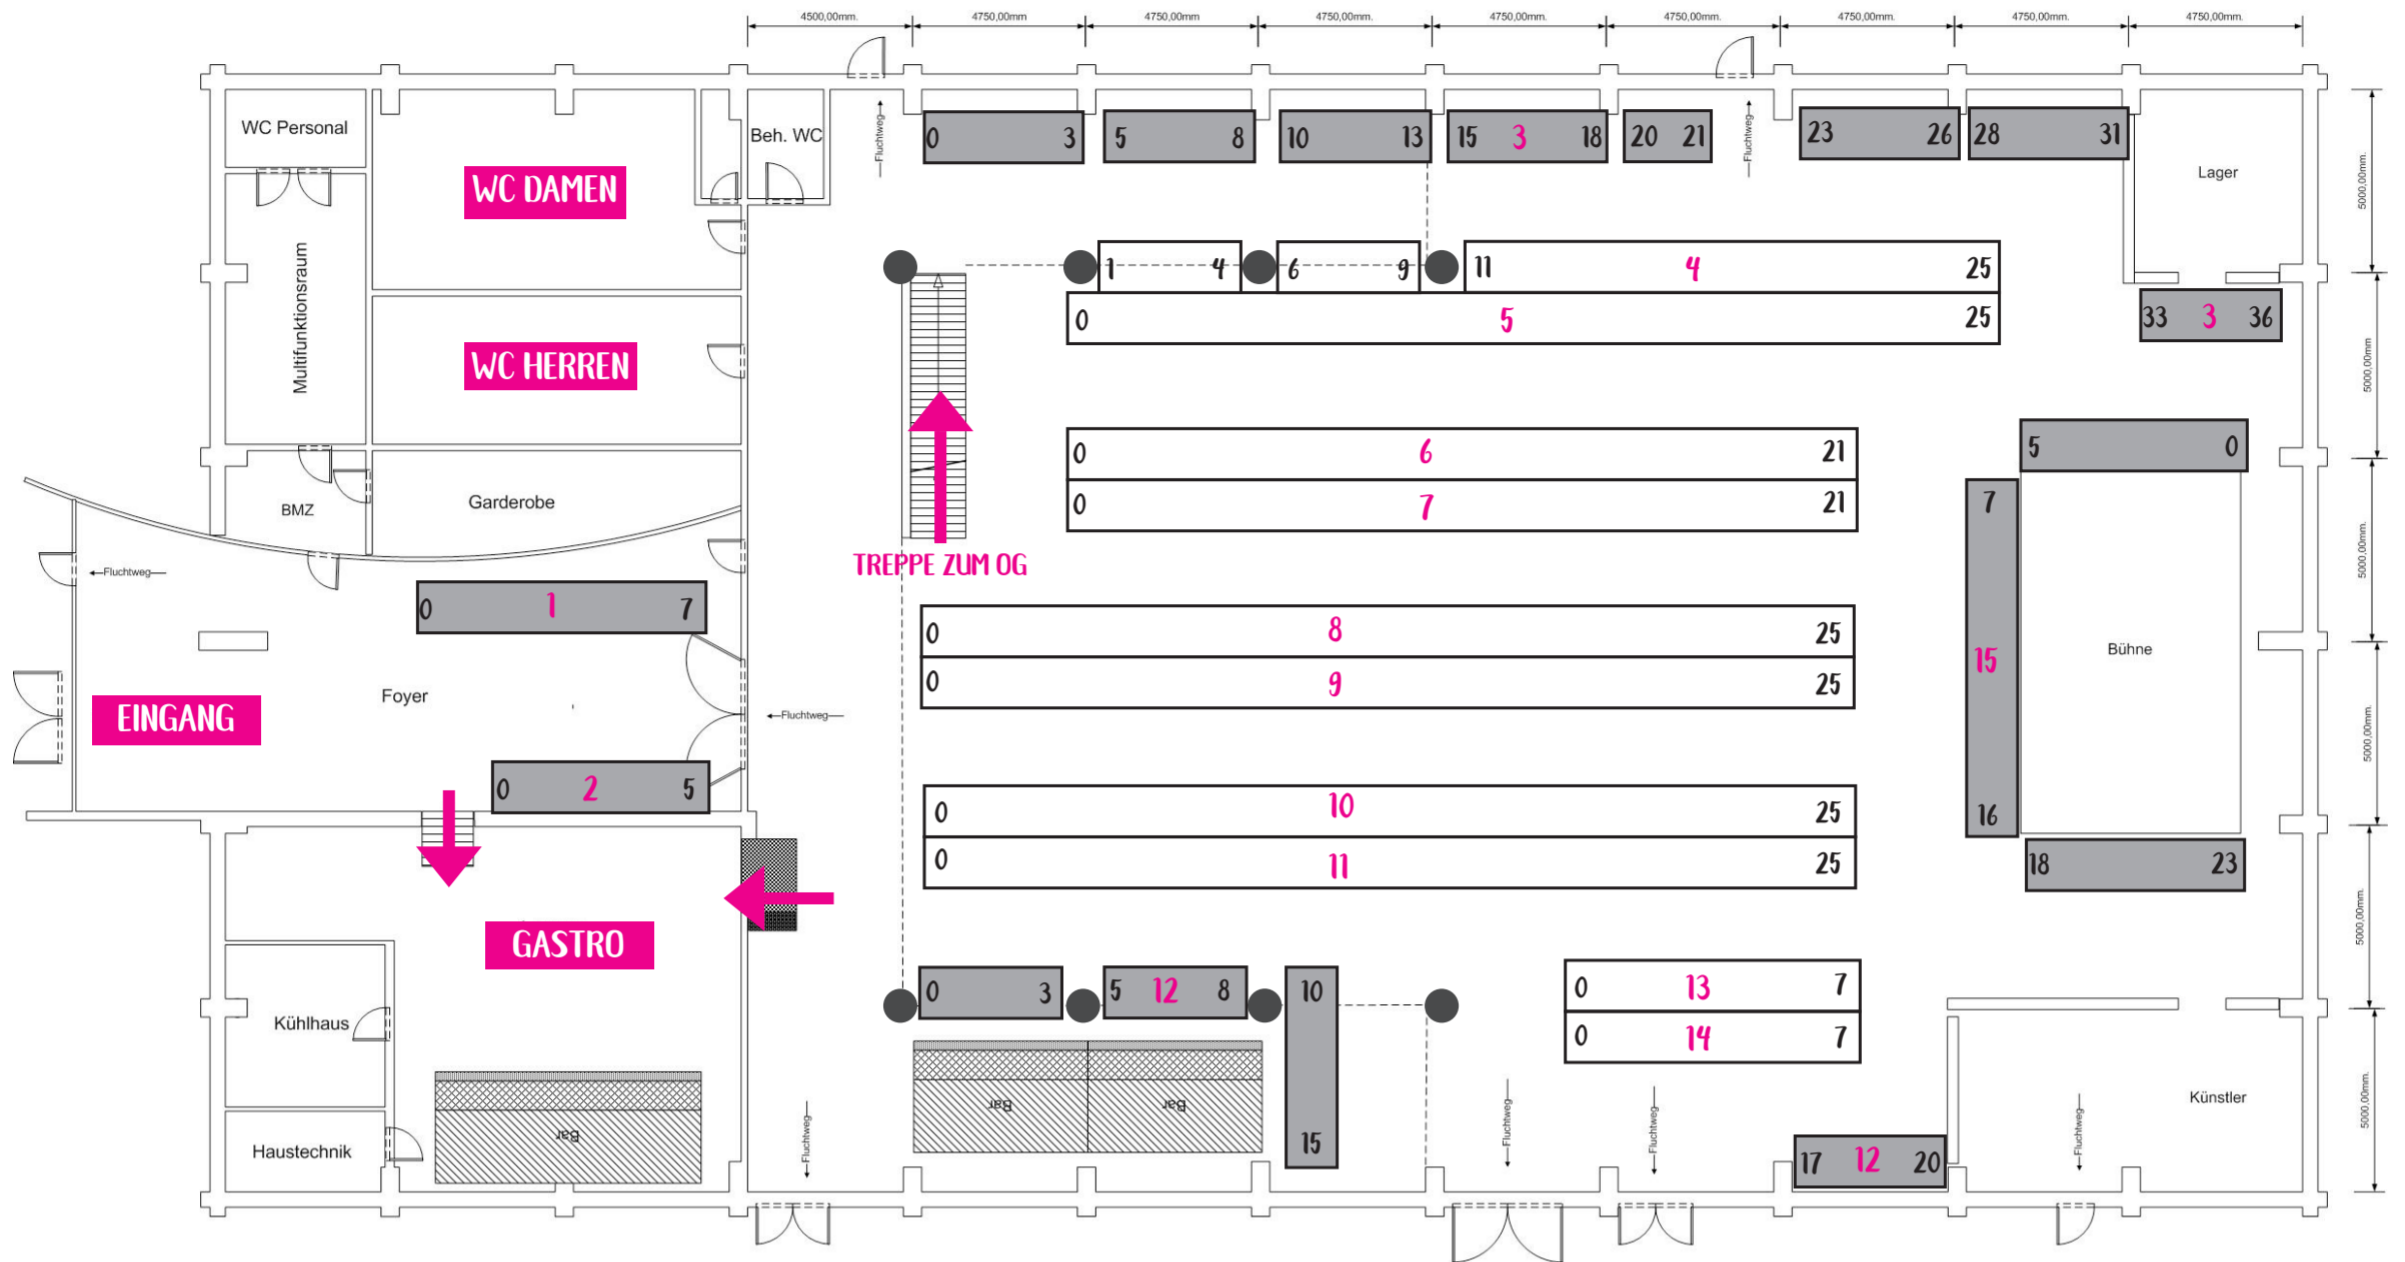 4500,00mm. 4750,00mm 4750,00mm 4750,00mm. 4750,00mm. 4750,00mm. 4750,00mm. 4750,00mm. 4750,00mm.
WC Personal
WC DAMEN
Beh. WC
Fluchtweg
0 3
5 8
10 13
15 3 18
20 21
Fluchtweg
23 26
28 31
Lager
5000,00mm.
Multifunktionsraum
1 4
6 9
11 4 25
0 5 25
33 3 36
WC HERREN
5000,00mm
0 6 21
0 7 21
5 0
7
15
16
Bühne
BMZ
Garderobe
TREPPE ZUM OG
5000,00mm.
Fluchtweg
0 1 7
0 8 25
0 9 25
Foyer
EINGANG
Fluchtweg
5000,00mm.
0 2 5
0 10 25
0 11 25
18 23
GASTRO
5000,00mm.
0 3
5 12 8
10
15
0 13 7
0 14 7
Kühlhaus
Bar
Bar
Bar
Haustechnik
Fluchtweg
Fluchtweg
Fluchtweg
17 12 20
Fluchtweg
Künstler
5000,00mm.